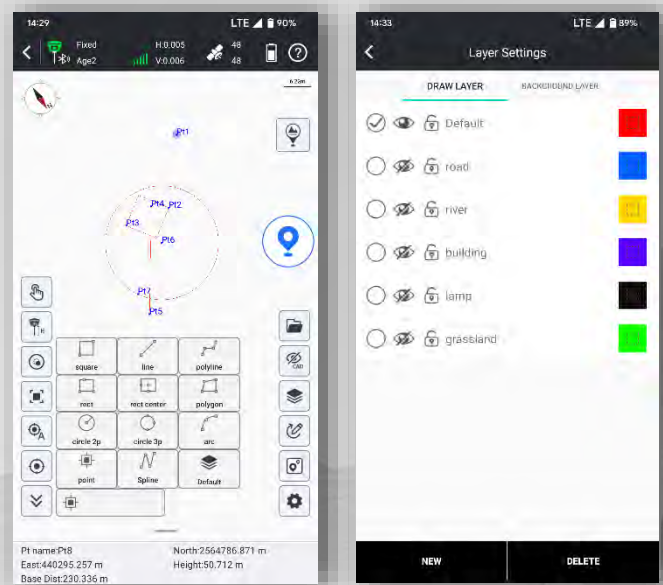 14:29
LTE 90%
Fixed
H:0.005
48
Age2
V:0.006
48
Pt1
Pt4 Pt2
Pt3
Pt6
Pt7
Pt5
H
CAD
A
square
line
polyline
rect
rect center
polygon
circle 2p
circle 3p
arc
point
Spline
Default
Pt name:Pt8
North:2564786.871 m
East:440295.257 m
Height:50.712 m
Base Dist:230.336 m
14:33
LTE 89%
Layer Settings
DRAW LAYER
BACKGROUND LAYER
Default
road
river
building
lamp
grassland
NEW
DELETE